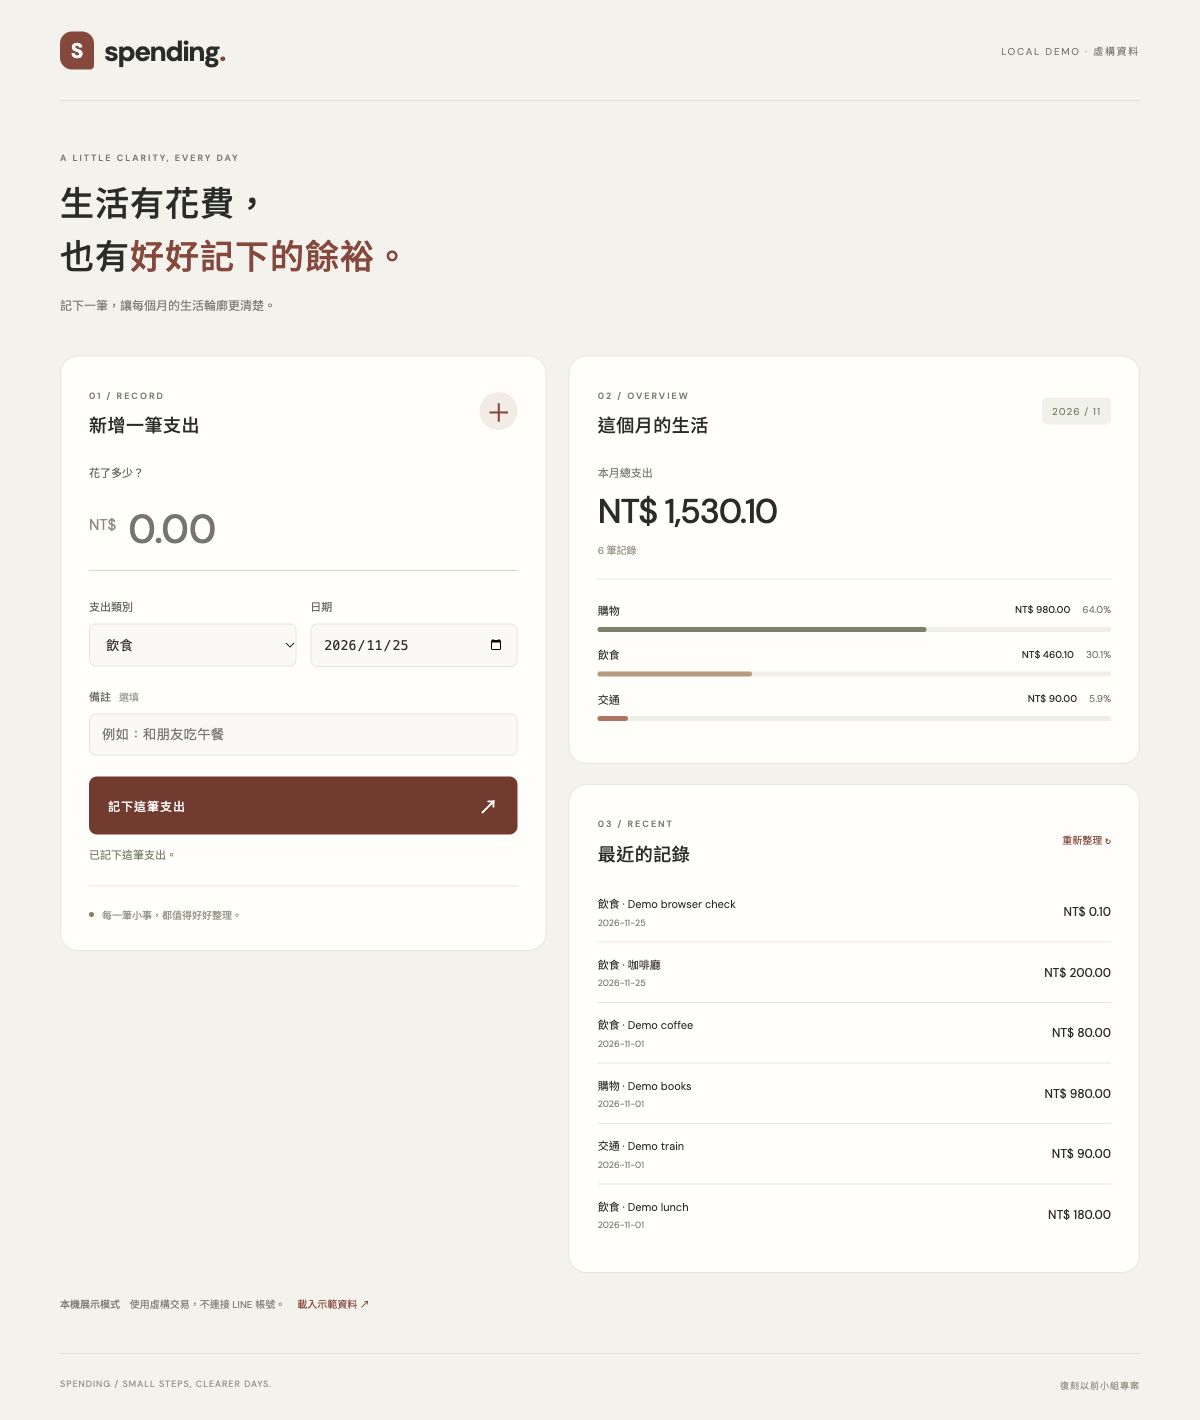 S spending.
LOCAL DEMO · 虛構資料
A LITTLE CLARITY, EVERY DAY
生活有花費，
也有好好記下的餘裕。
記下一筆，讓每個月的生活輪廓更清楚。
01 / RECORD
新增一筆支出
花了多少？
NT$ 0.00
支出類別
日期
飲食
2026/11/25
備註 選填
例如：和朋友吃午餐
記下這筆支出 ↗
已記下這筆支出。
每一筆小事，都值得好好整理。
02 / OVERVIEW
這個月的生活
2026 / 11
本月總支出
NT$ 1,530.10
6 筆記錄
購物 NT$ 980.00 64.0%
飲食 NT$ 460.10 30.1%
交通 NT$ 90.00 5.9%
03 / RECENT
最近的記錄
重新整理 ↻
飲食 · Demo browser check
2026-11-25
NT$ 0.10
飲食 · 咖啡廳
2026-11-25
NT$ 200.00
飲食 · Demo coffee
2026-11-01
NT$ 80.00
購物 · Demo books
2026-11-01
NT$ 980.00
交通 · Demo train
2026-11-01
NT$ 90.00
飲食 · Demo lunch
2026-11-01
NT$ 180.00
本機展示模式 使用虛構交易，不連接 LINE 帳號。 載入示範資料 ↗
SPENDING / SMALL STEPS, CLEARER DAYS.
復刻以前小組專案